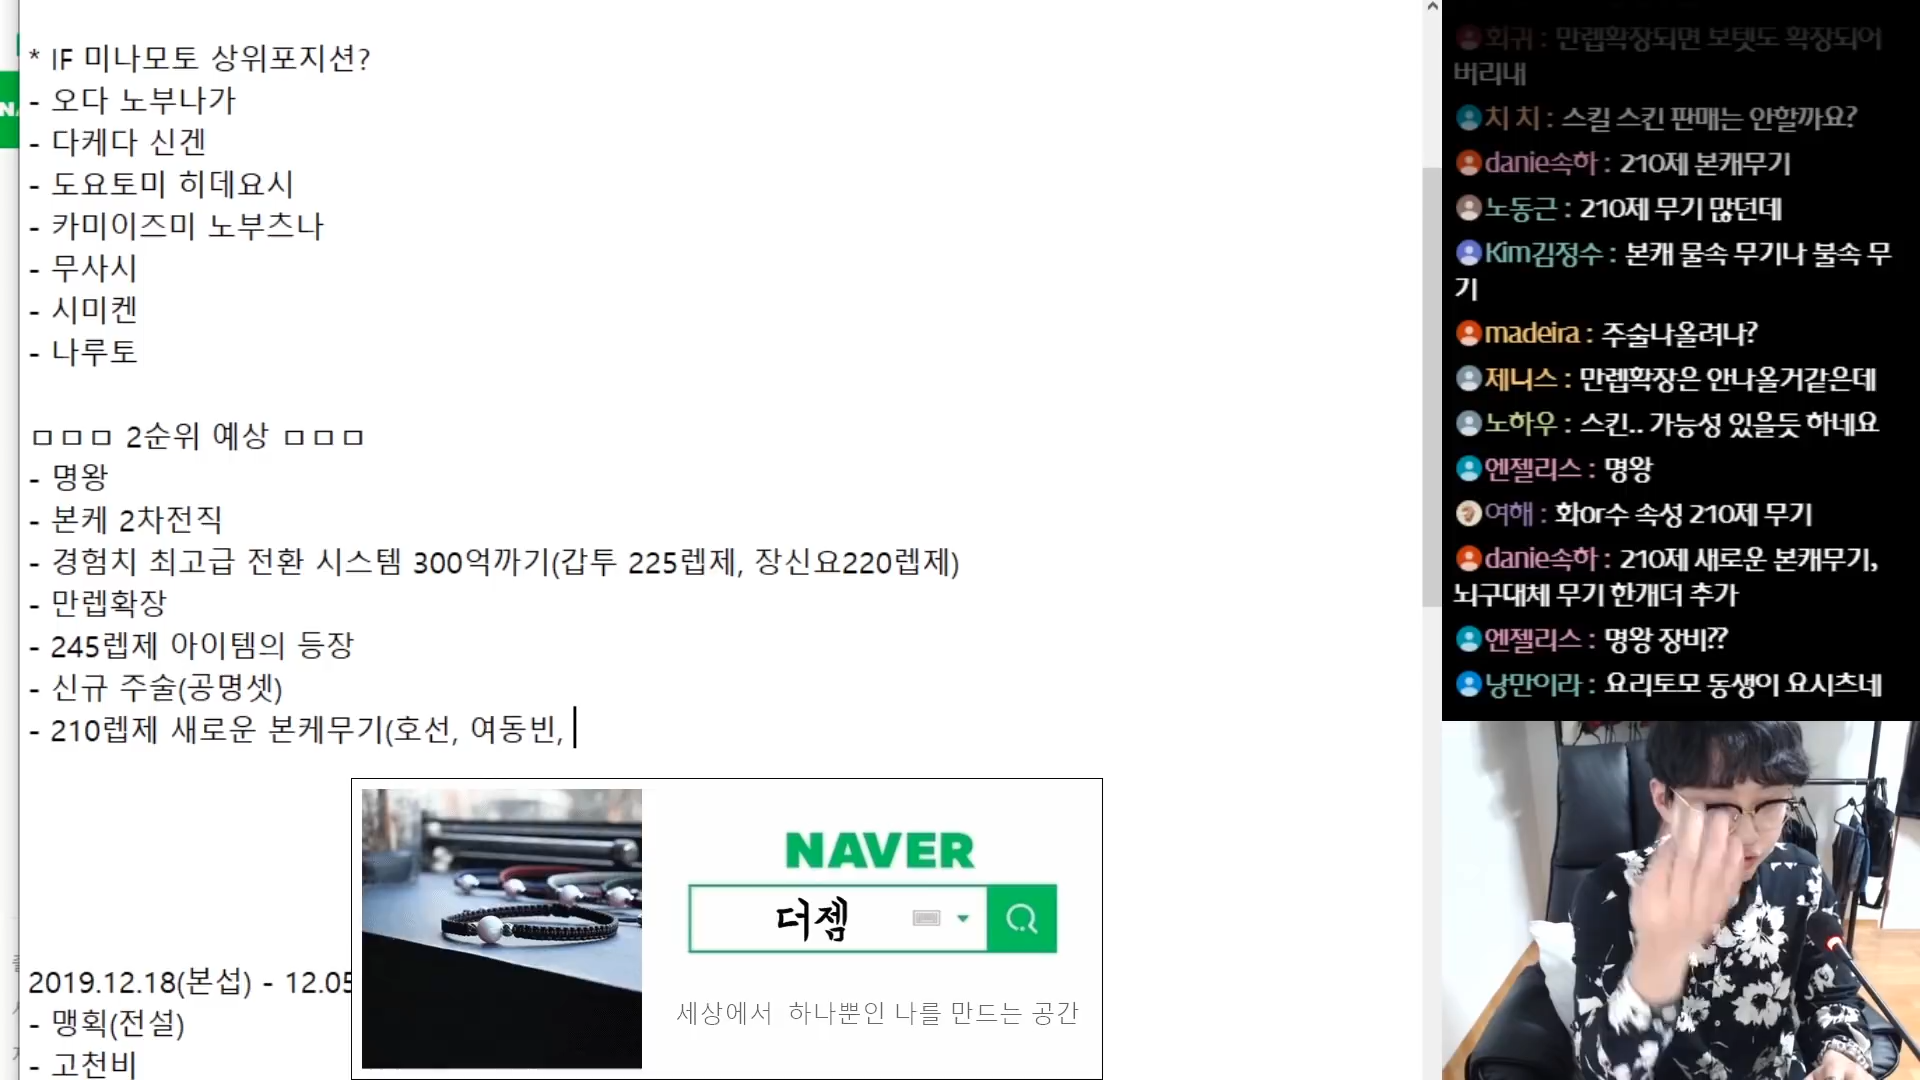 * IF 미나모토 상위포지션?
- 오다 노부나가
- 다케다 신겐
- 도요토미 히데요시
- 카미이즈미 노부츠나
- 무사시
- 시미켄
- 나루토
ㅁㅁㅁ 2순위 예상 ㅁㅁㅁ
- 명왕
- 본케 2차전직
- 경험치 최고급 전환 시스템 300억까기(갑투 225렙제, 장신요220렙제)
- 만렙확장
- 245렙제 아이템의 등장
- 신규 주술(공명셋)
- 210렙제 새로운 본케무기(호선, 여동빈,
2019.12.18(본섭) - 12.05
- 맹획(전설)
- 고천비
NAVER
더젬
세상에서 하나뿐인 나를 만드는 공간
회귀 : 만렙확장되면 보텟도 확장되어
버리내
치 치 : 스킬 스킨 판매는 안할까요?
danie속하 : 210제 본캐무기
노동근 : 210제 무기 많던데
Kim김정수 : 본캐 물속 무기나 불속 무
기
madeira : 주술나올려나?
제니스 : 만렙확장은 안나올거같은데
노하우 : 스킨.. 가능성 있을듯 하네요
엔젤리스 : 명왕
여해 : 화or수 속성 210제 무기
danie속하 : 210제 새로운 본캐무기,
뇌구대체 무기 한개더 추가
엔젤리스 : 명왕 장비??
낭만이라 : 요리토모 동생이 요시츠네